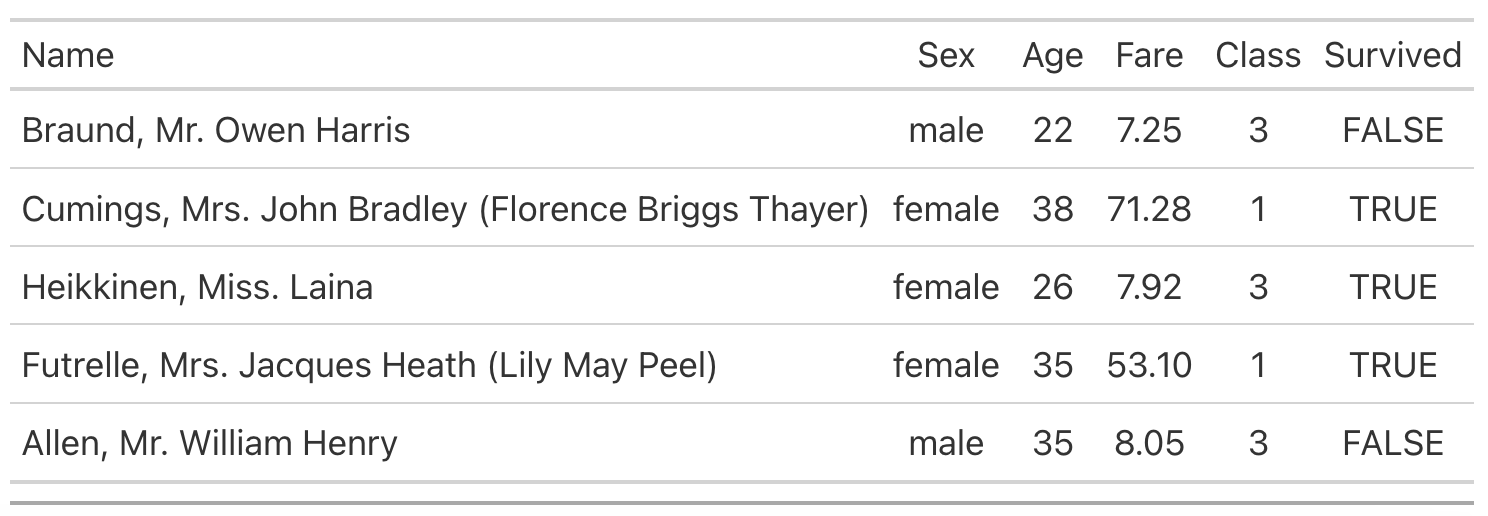 Name Sex Age Fare Class Survived
Braund, Mr. Owen Harris male 22 7.25 3 FALSE
Cumings, Mrs. John Bradley (Florence Briggs Thayer) female 38 71.28 1 TRUE
Heikkinen, Miss. Laina female 26 7.92 3 TRUE
Futrelle, Mrs. Jacques Heath (Lily May Peel) female 35 53.10 1 TRUE
Allen, Mr. William Henry male 35 8.05 3 FALSE